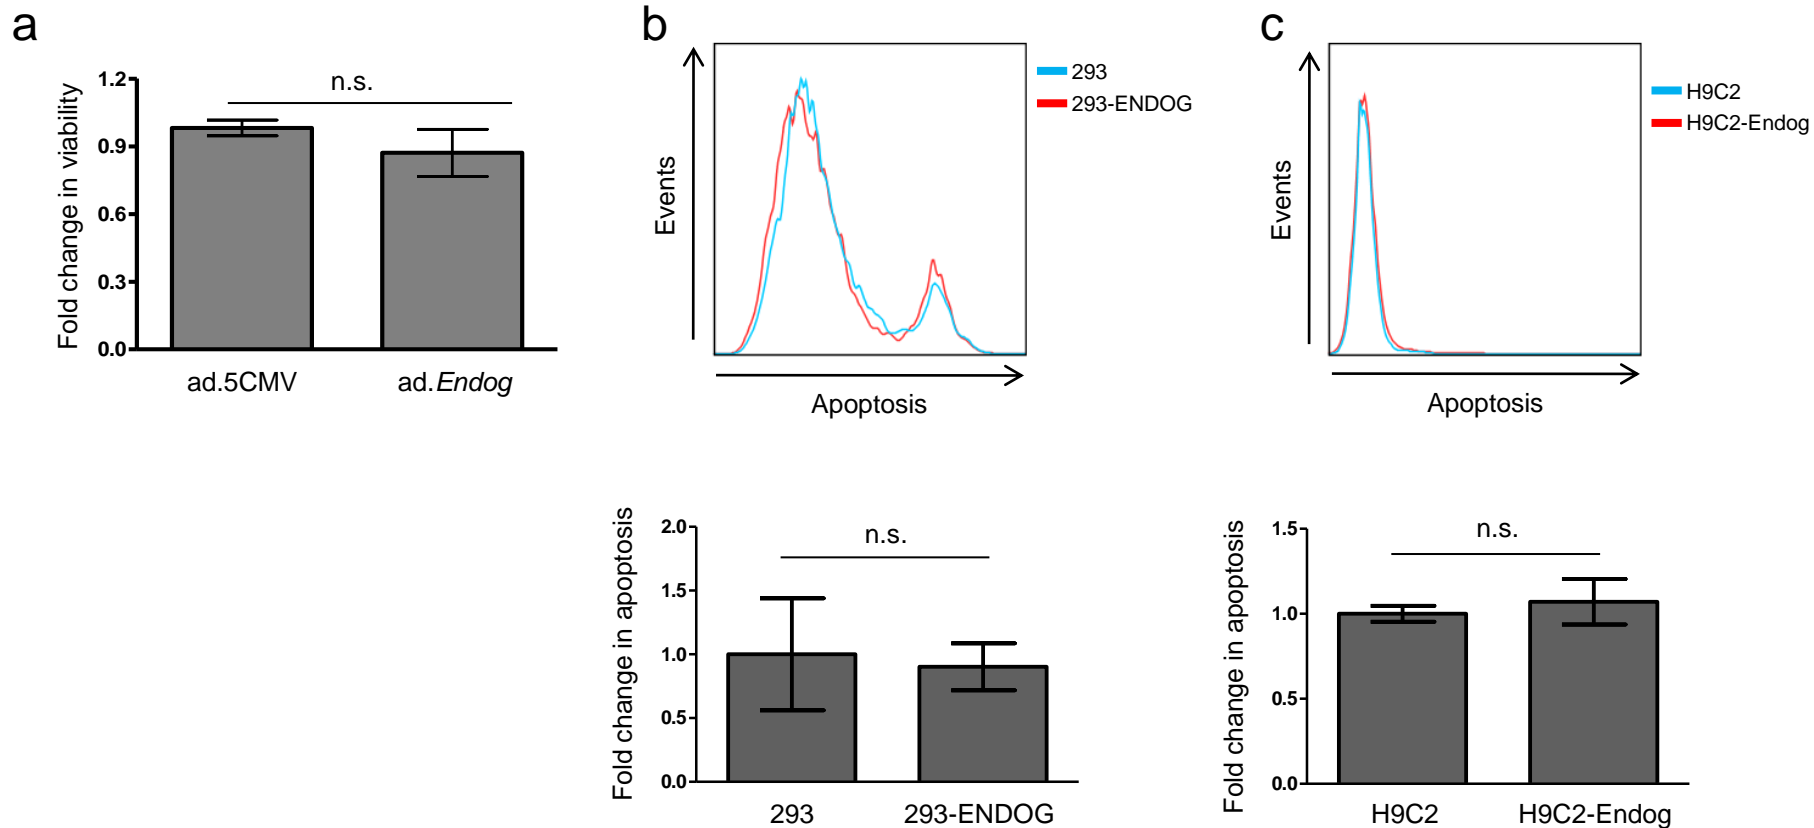 a
Fold change in viability
1.2
0.9
0.6
0.3
0.0
n.s.
ad.5CMV
ad.Endog
b
Events
Apoptosis
293
293-ENDOG
Fold change in apoptosis
2.0
1.5
1.0
0.5
0.0
n.s.
293
293-ENDOG
c
Events
Apoptosis
H9C2
H9C2-Endog
Fold change in apoptosis
1.5
1.0
0.5
0.0
n.s.
H9C2
H9C2-Endog